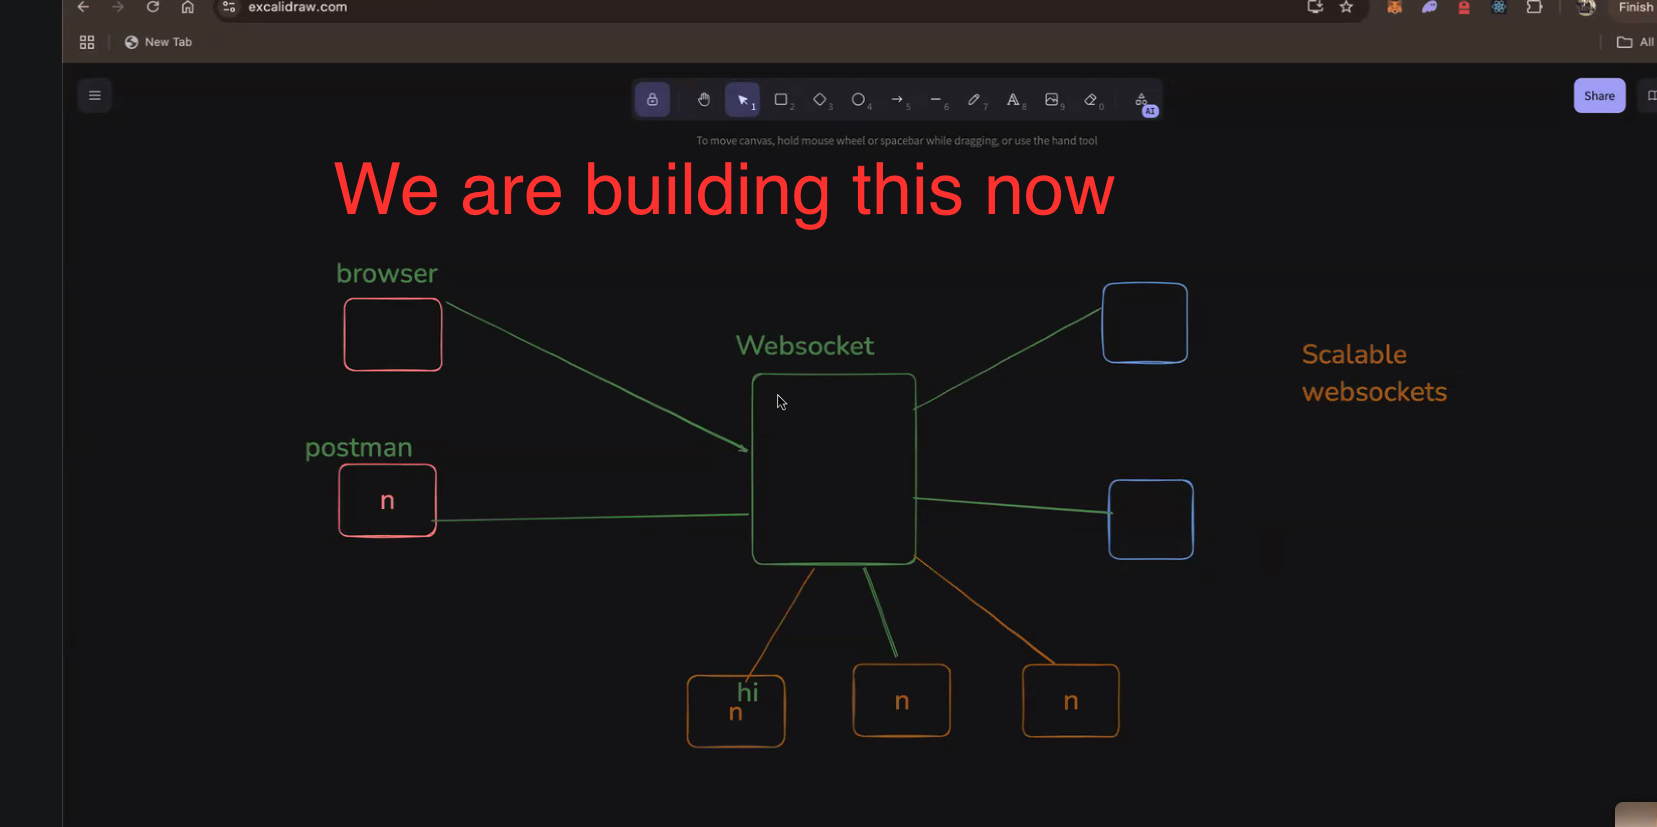 excalidraw.com
Finish
New Tab
All
1
2
3
4
5
6
7
8
9
0
AI
Share
To move canvas, hold mouse wheel or spacebar while dragging, or use the hand tool
We are building this now
browser
Websocket
Scalable
websockets
postman
n
hi
n
n
n